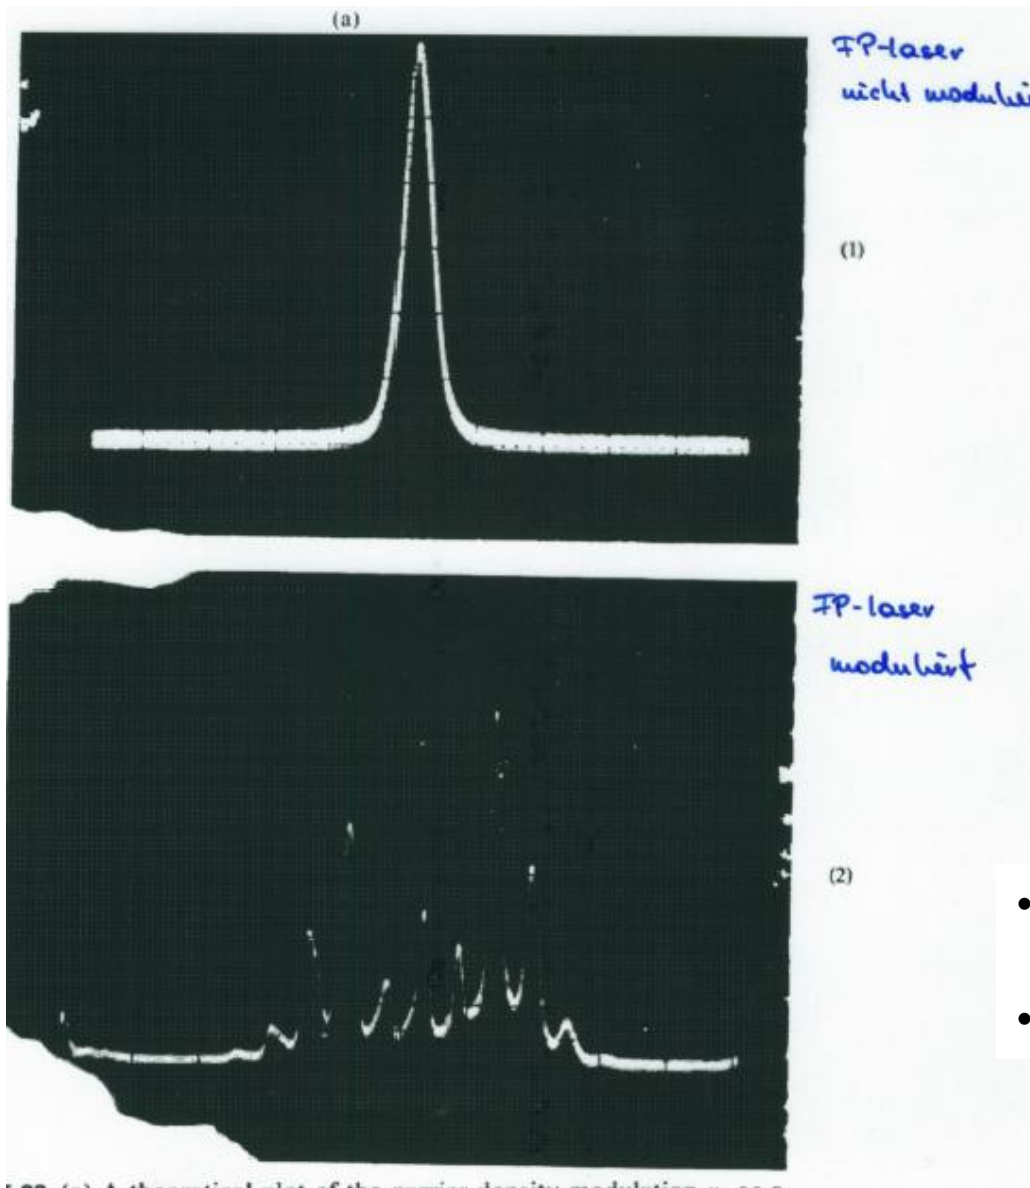 (a)
FP-laser
nicht moduliert
(1)
FP-laser
moduliert
(2)
(a) A theoretical plot of the carrier density modulation